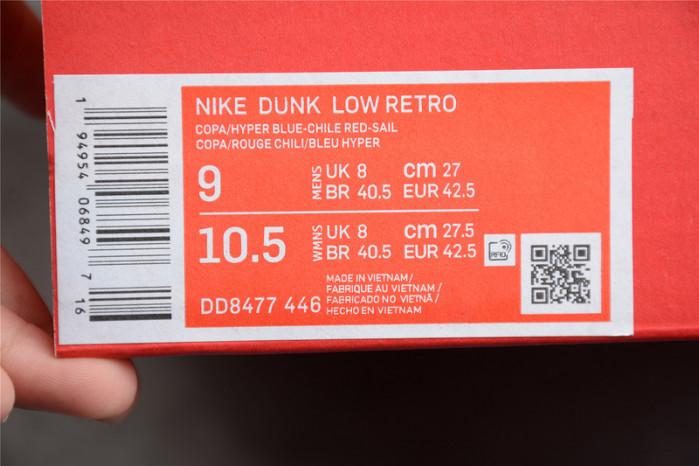 NIKE DUNK LOW RETRO
COPA/HYPER BLUE-CHILE RED-SAIL
COPA/ROUGE CHILI/BLEU HYPER
9 MENS UK 8 cm 27
BR 40.5 EUR 42.5
10.5 WMNS UK 8 cm 27.5
BR 40.5 EUR 42.5
RFID
DD8477 446
MADE IN VIETNAM/
FABRIQUE AU VIETNAM/
FABRICADO NO VIETNÃ/
HECHO EN VIETNAM
1 94954 06849 7 16